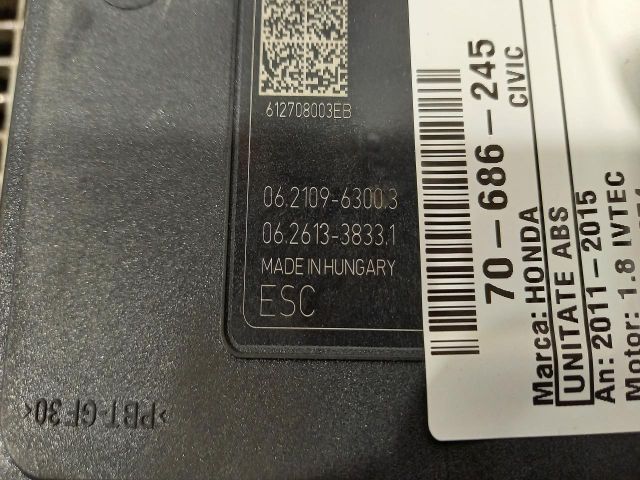 612708003EB
06.2109-6300.3
06.2613-3833.1
MADE IN HUNGARY
ESC
>PBT-GF30<
70-686-245
CIVIC
Marca: HONDA
UNITATE ABS
An: 2011-2015
Motor: 1.8 IVTEC